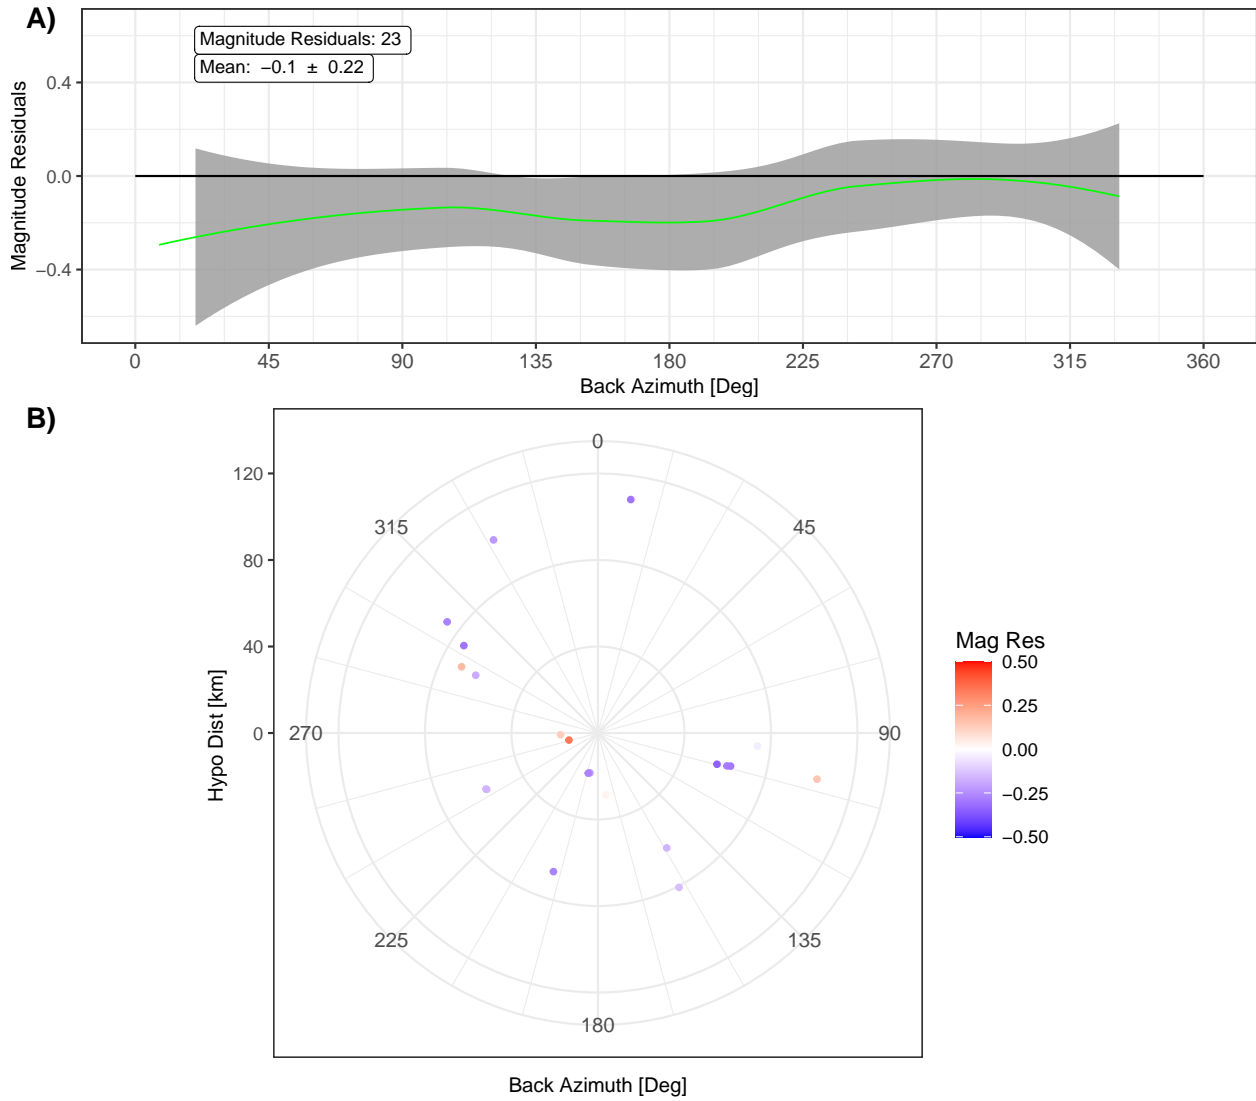 A)
Magnitude Residuals: 23
Mean:  −0.1  ±  0.22
0.4
0.0
−0.4
Magnitude Residuals
0 45 90 135 180 225 270 315 360
Back Azimuth [Deg]
B)
0
45
90
135
180
225
270
315
120
80
40
0
Hypo Dist [km]
Back Azimuth [Deg]
Mag Res
0.50
0.25
0.00
−0.25
−0.50